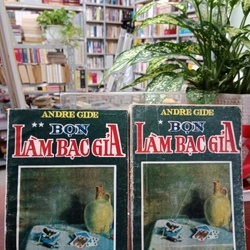 ANDRE GIDE
** BỌN
LÀM BẠC GIẢ
ANDRE GIDE
* BỌN
LÀM BẠC GIẢ